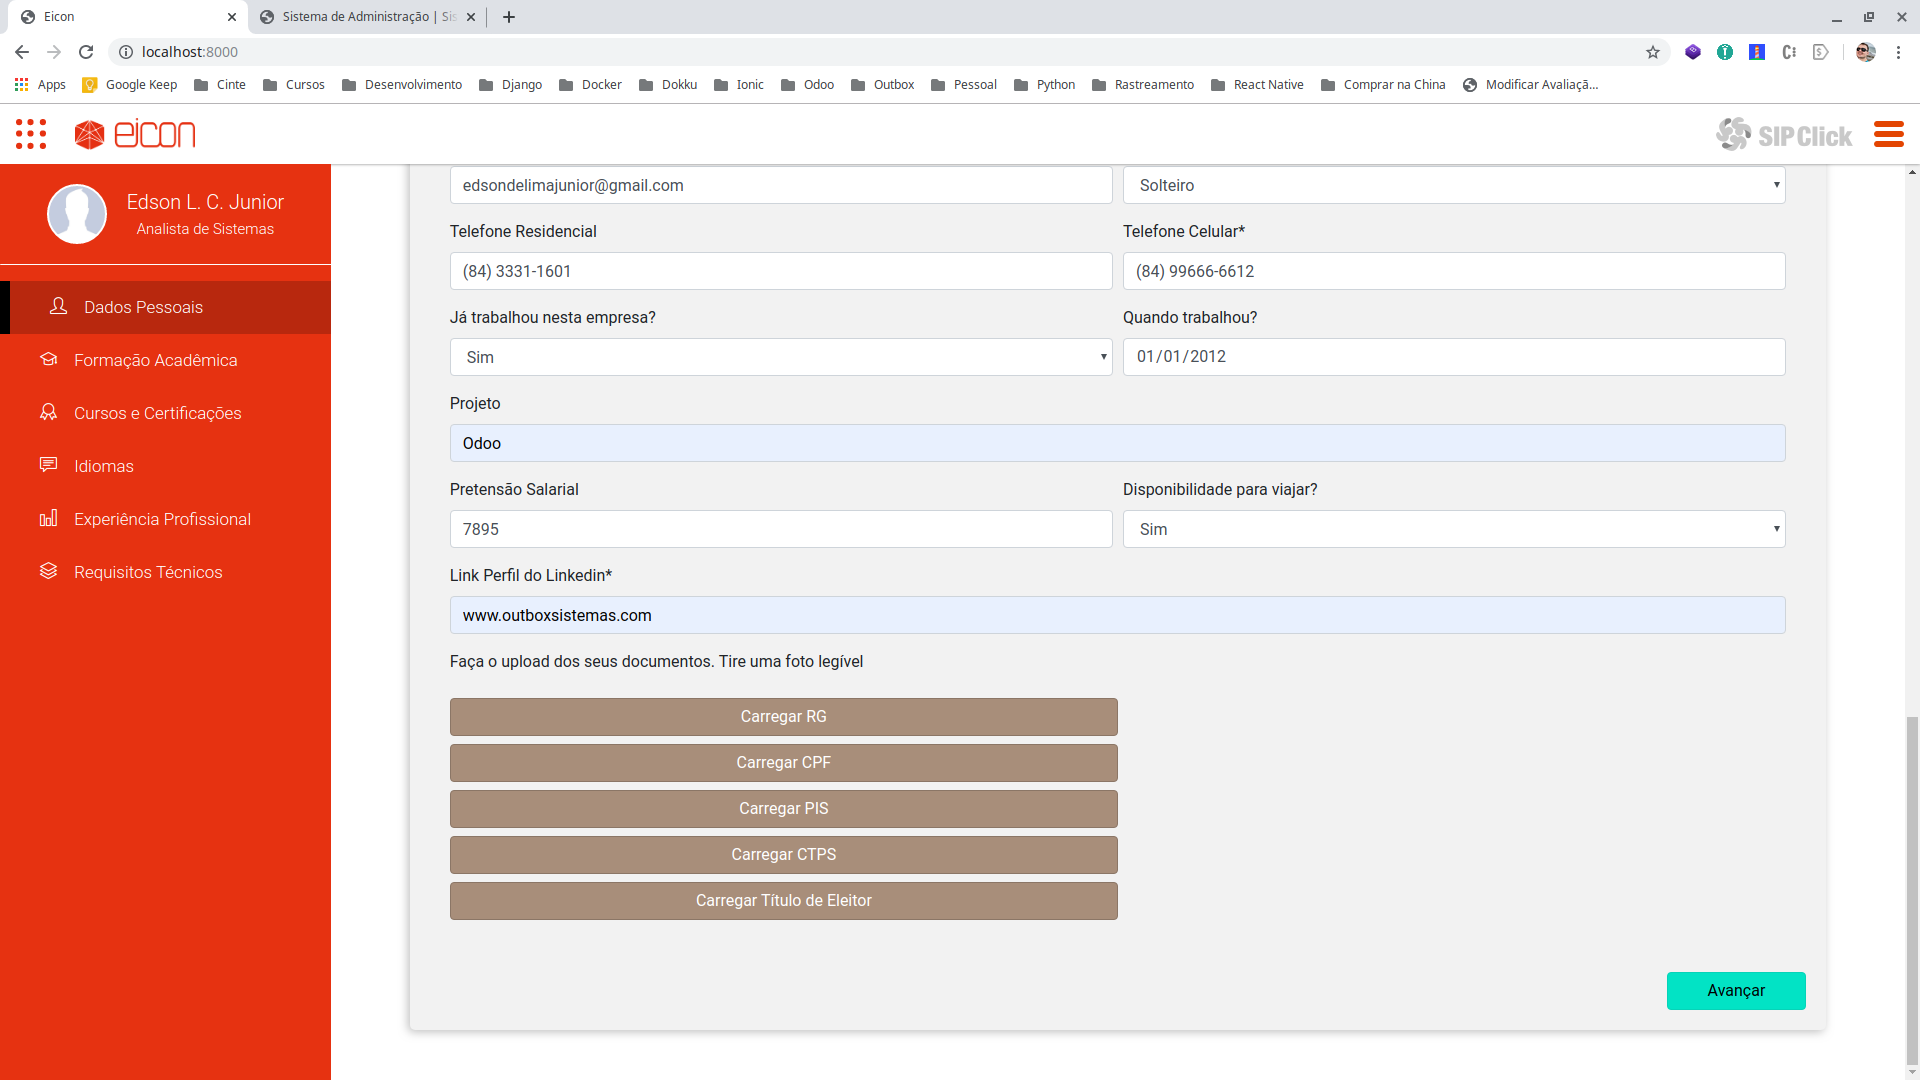 Eicon
Sistema de Administração | Sis
localhost:8000
Apps Google Keep Cinte Cursos Desenvolvimento Django Docker Dokku Ionic Odoo Outbox Pessoal Python Rastreamento React Native Comprar na China Modificar Avaliaçã...
eicon
SIPClick
Edson L. C. Junior
Analista de Sistemas
Dados Pessoais
Formação Acadêmica
Cursos e Certificações
Idiomas
Experiência Profissional
Requisitos Técnicos
edsondelimajunior@gmail.com Solteiro
Telefone Residencial Telefone Celular*
(84) 3331-1601 (84) 99666-6612
Já trabalhou nesta empresa? Quando trabalhou?
Sim 01/01/2012
Projeto
Odoo
Pretensão Salarial Disponibilidade para viajar?
7895 Sim
Link Perfil do Linkedin*
www.outboxsistemas.com
Faça o upload dos seus documentos. Tire uma foto legível
Carregar RG
Carregar CPF
Carregar PIS
Carregar CTPS
Carregar Título de Eleitor
Avançar